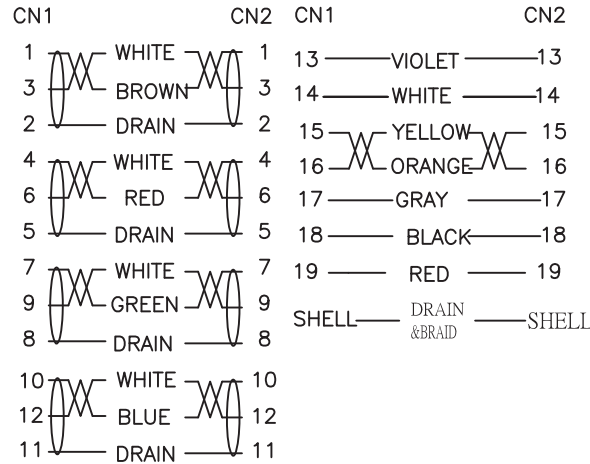 CN1 CN2
1 WHITE 1
3 BROWN 3
2 DRAIN 2
4 WHITE 4
6 RED 6
5 DRAIN 5
7 WHITE 7
9 GREEN 9
8 DRAIN 8
10 WHITE 10
12 BLUE 12
11 DRAIN 11
CN1 CN2
13 VIOLET 13
14 WHITE 14
15 YELLOW 15
16 ORANGE 16
17 GRAY 17
18 BLACK 18
19 RED 19
SHELL DRAIN SHELL
&BRAID